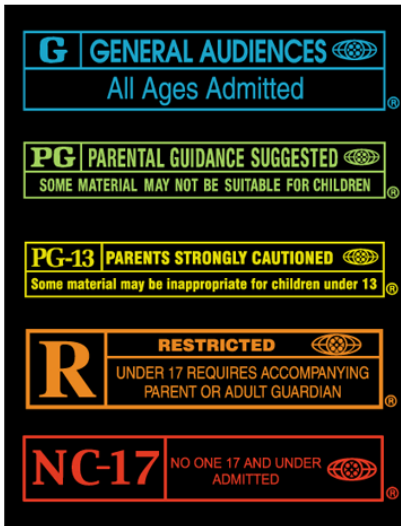 G GENERAL AUDIENCES
All Ages Admitted
®
PG PARENTAL GUIDANCE SUGGESTED
SOME MATERIAL MAY NOT BE SUITABLE FOR CHILDREN
®
PG-13 PARENTS STRONGLY CAUTIONED
Some material may be inappropriate for children under 13
®
R RESTRICTED
UNDER 17 REQUIRES ACCOMPANYING
PARENT OR ADULT GUARDIAN
®
NC-17 NO ONE 17 AND UNDER
ADMITTED
®